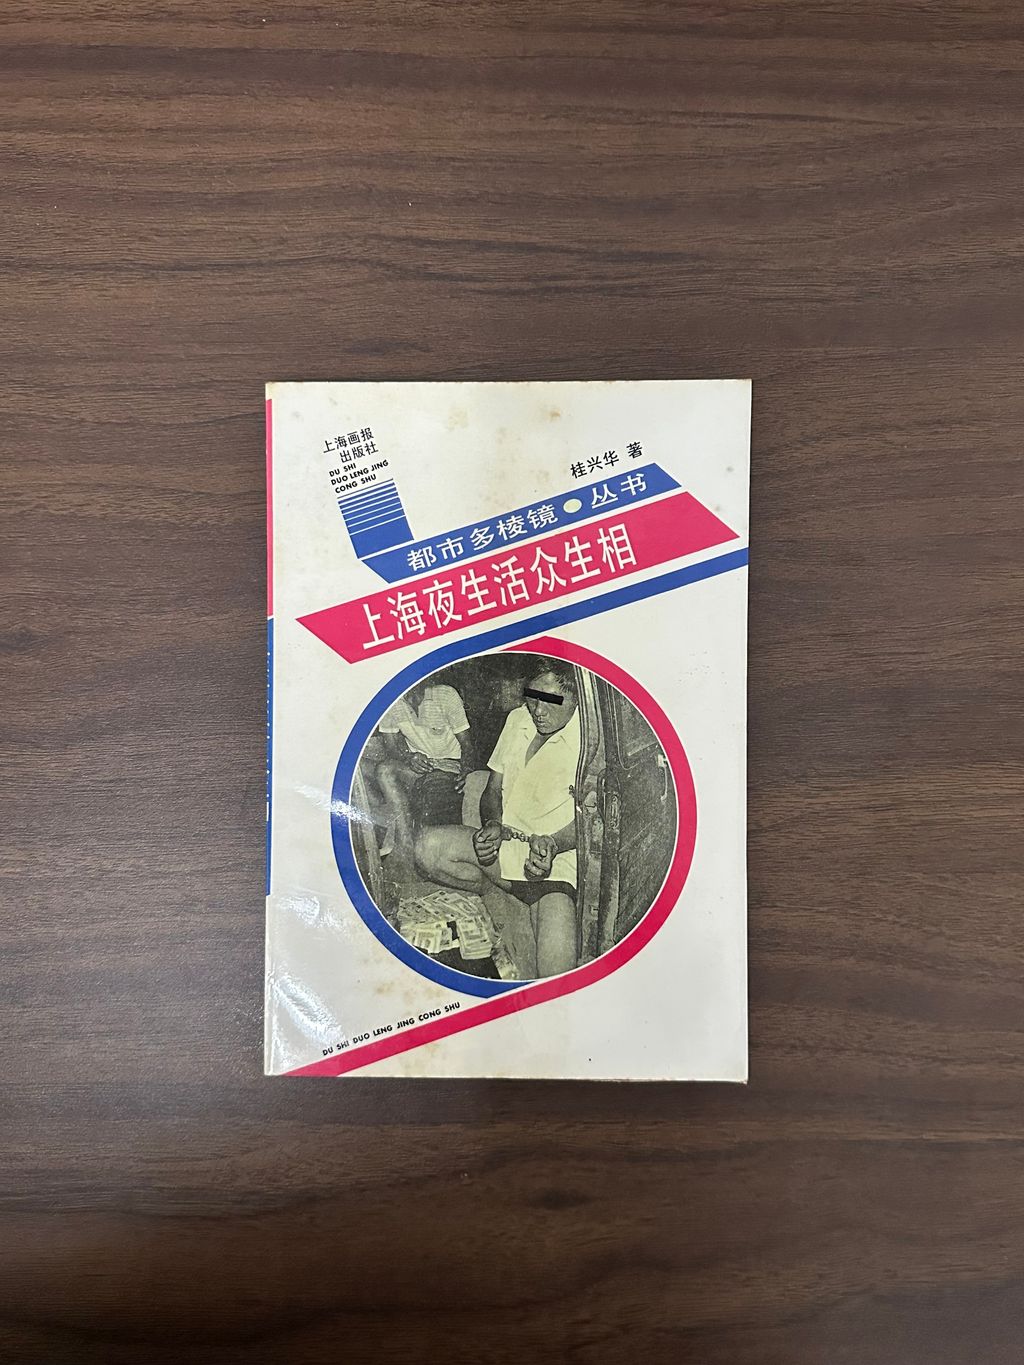 上海画报
出版社
DU SHI
DUO LENG JING
CONG SHU
桂兴华 著
都市多棱镜●丛书
上海夜生活众生相
DU SHI DUO LENG JING CONG SHU